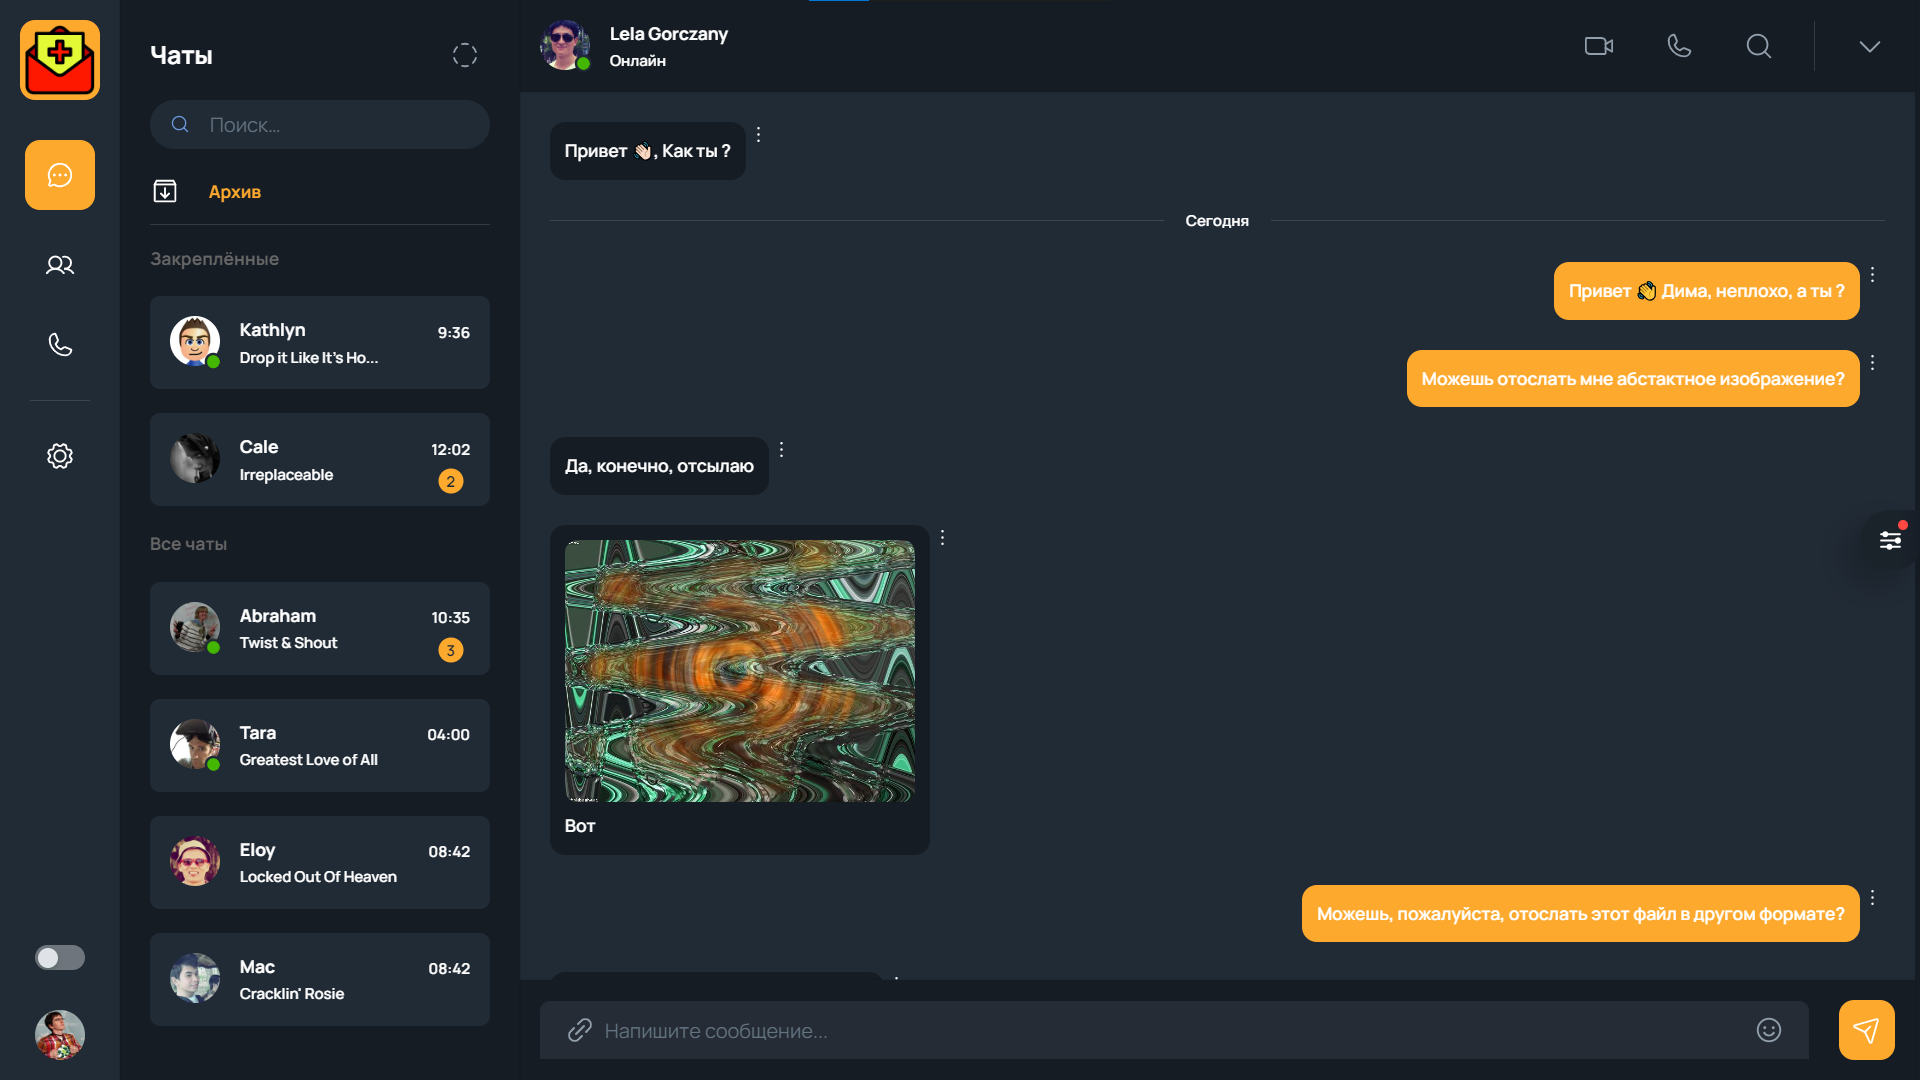 Чаты
Поиск...
Архив
Закреплённые
Kathlyn
9:36
Drop it Like It’s Ho...
Cale
12:02
Irreplaceable
2
Все чаты
Abraham
10:35
Twist & Shout
3
Tara
04:00
Greatest Love of All
Eloy
08:42
Locked Out Of Heaven
Mac
08:42
Cracklin' Rosie
Lela Gorczany
Онлайн
Привет 👋🏻, Как ты ?
Сегодня
Привет 👋 Дима, неплохо, а ты ?
Можешь отослать мне абстактное изображение?
Да, конечно, отсылаю
Вот
Можешь, пожалуйста, отослать этот файл в другом формате?
Напишите сообщение...